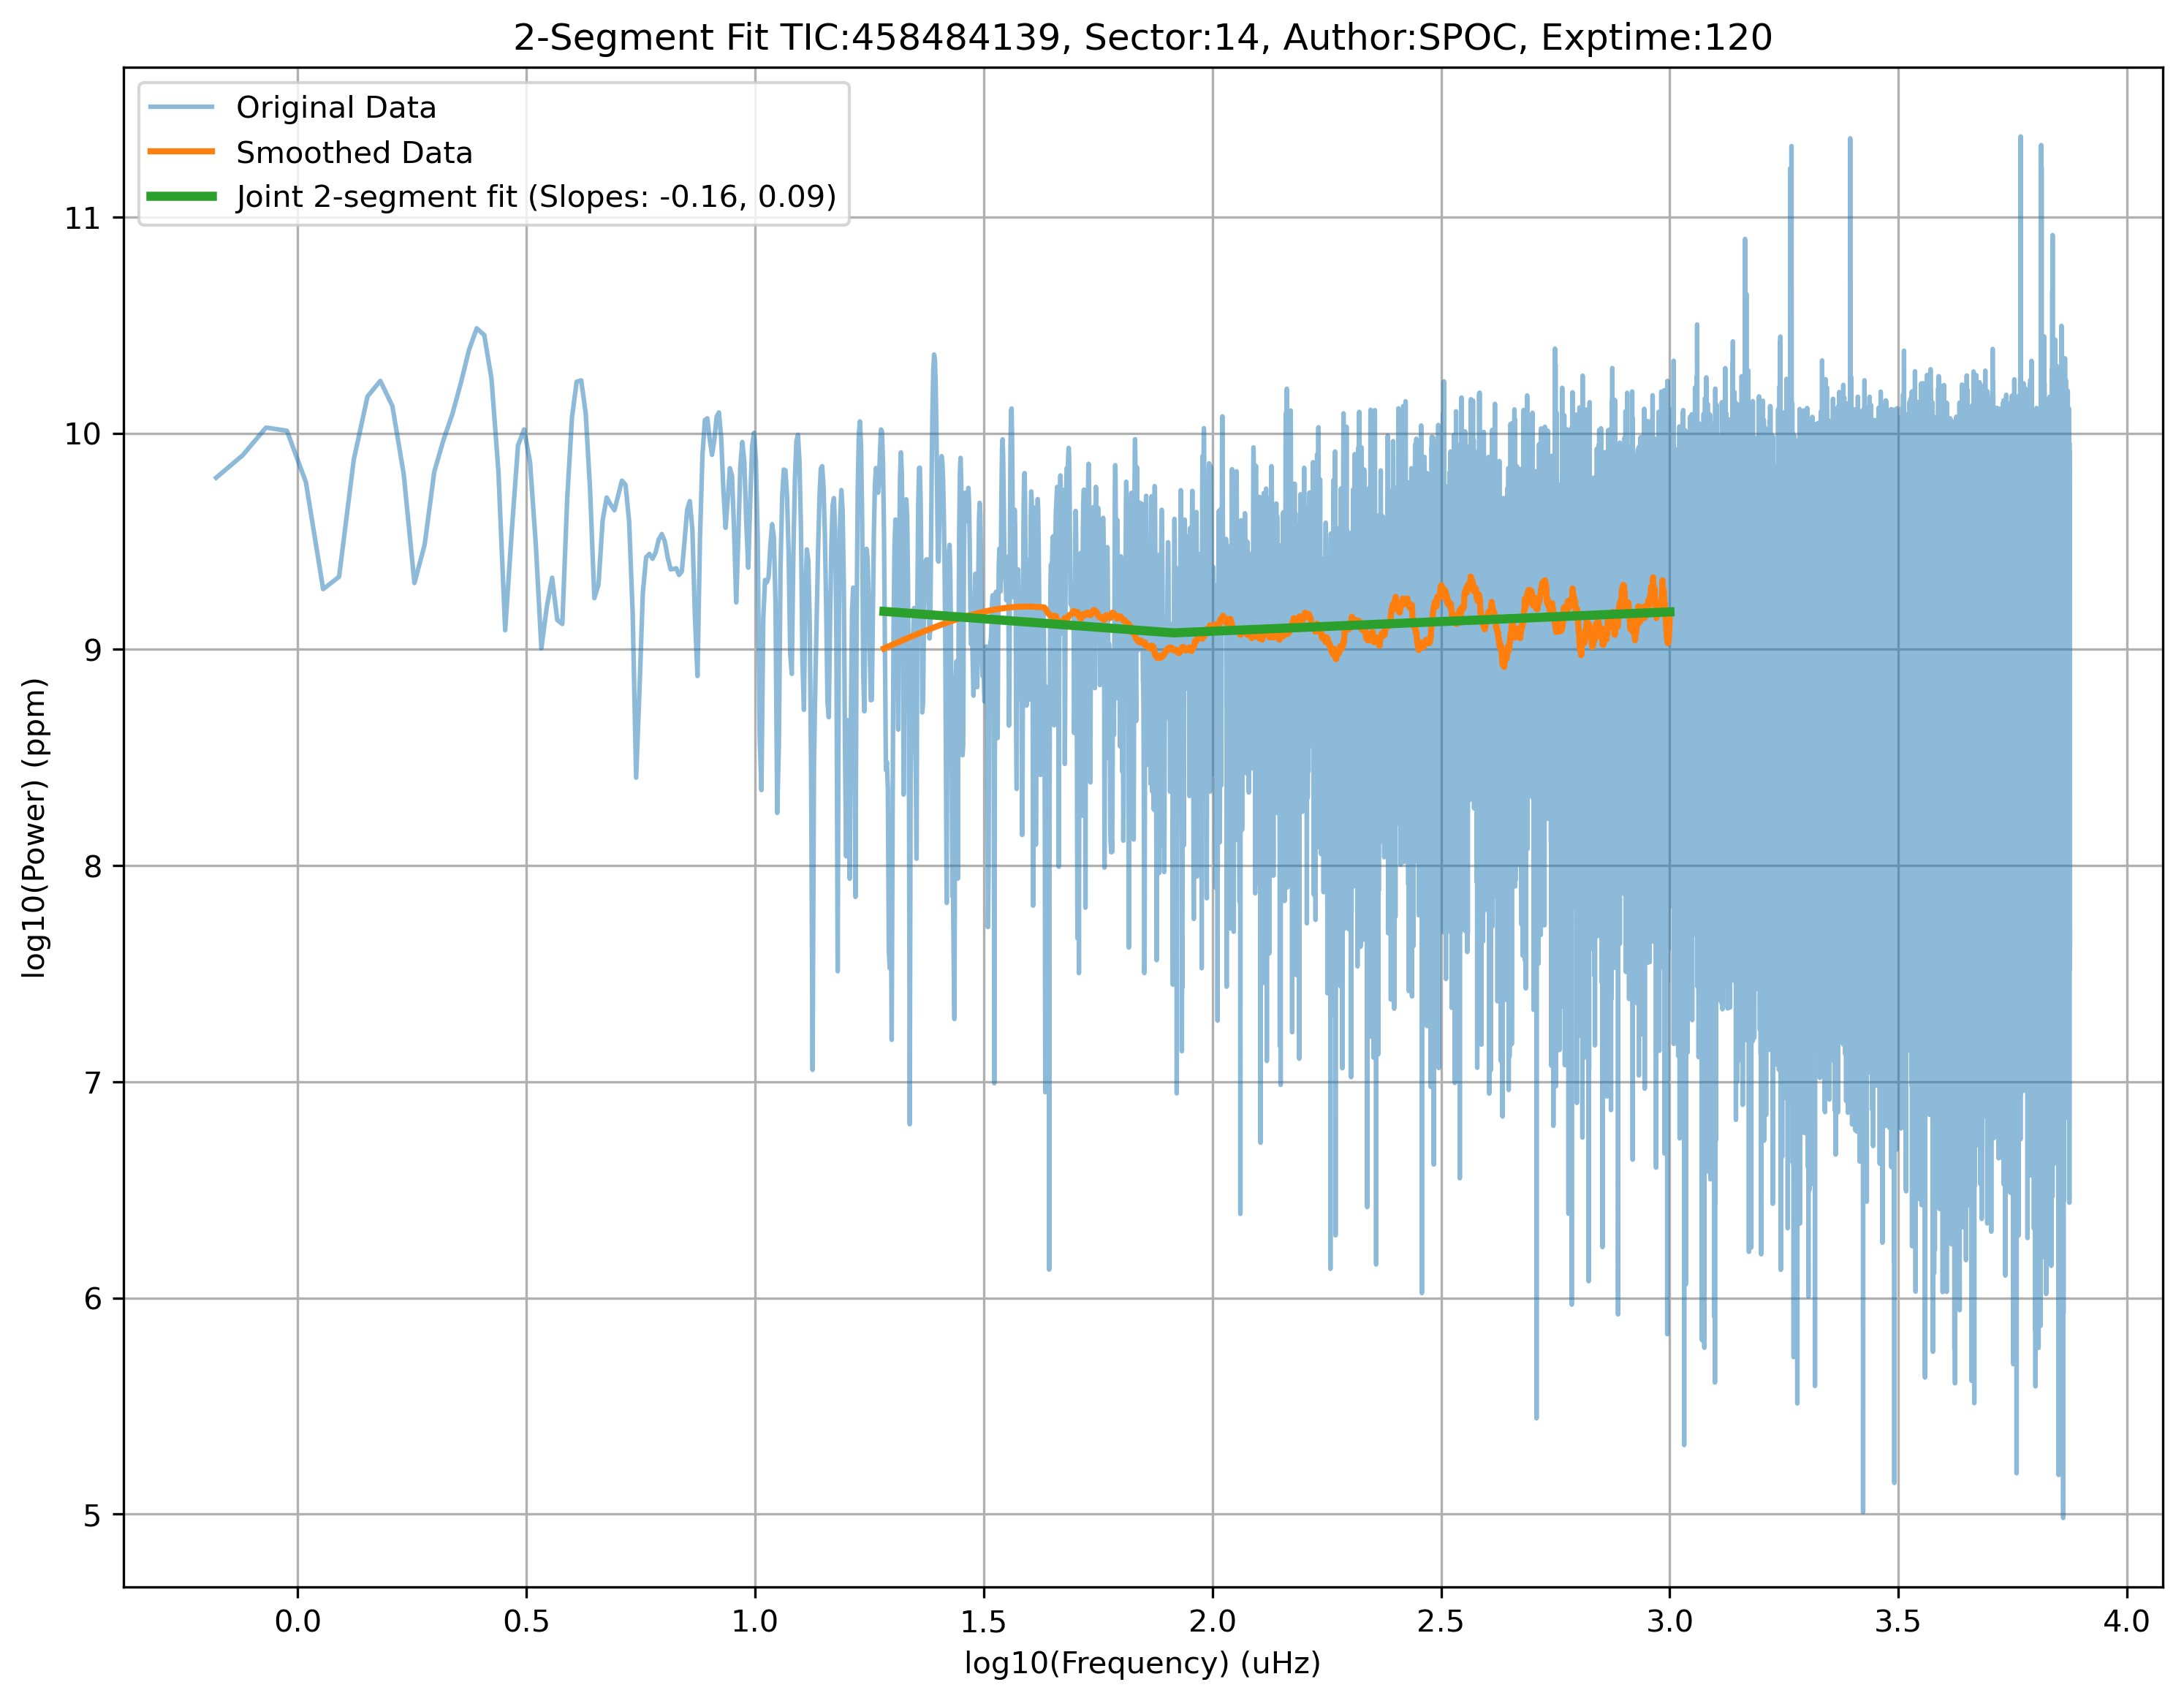 2-Segment Fit TIC:458484139, Sector:14, Author:SPOC, Exptime:120
Original Data
Smoothed Data
Joint 2-segment fit (Slopes: -0.16, 0.09)
log10(Power) (ppm)
11
10
9
8
7
6
5
0.0 0.5 1.0 1.5 2.0 2.5 3.0 3.5 4.0
log10(Frequency) (uHz)